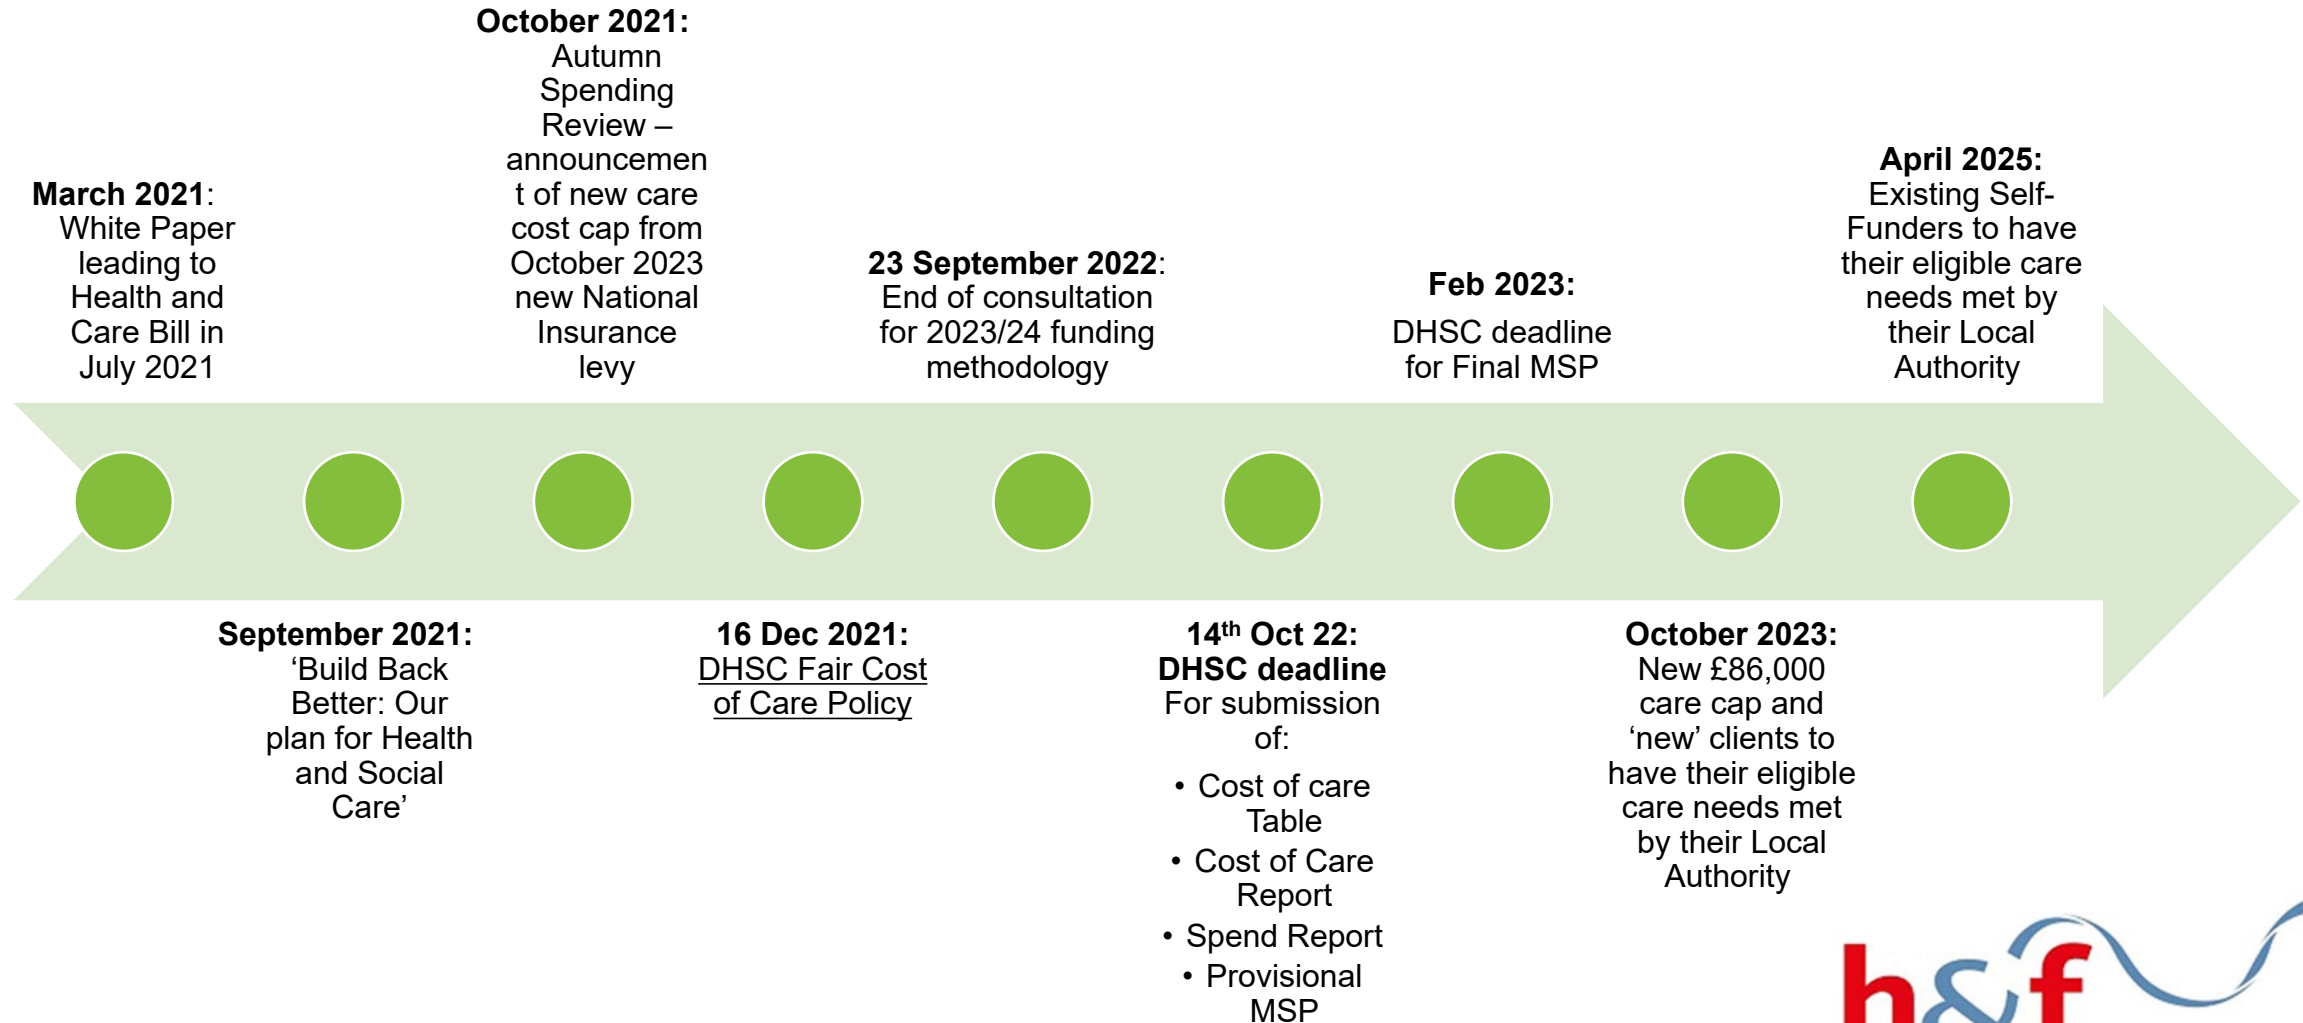 March 2021:
White Paper
leading to
Health and
Care Bill in
July 2021
September 2021:
‘Build Back
Better: Our
plan for Health
and Social
Care’
October 2021:
Autumn
Spending
Review –
announcemen
t of new care
cost cap from
October 2023
new National
Insurance
levy
16 Dec 2021:
DHSC Fair Cost
of Care Policy
23 September 2022:
End of consultation
for 2023/24 funding
methodology
14th Oct 22:
DHSC deadline
For submission
of:
• Cost of care
Table
• Cost of Care
Report
• Spend Report
• Provisional
MSP
Feb 2023:
DHSC deadline
for Final MSP
October 2023:
New £86,000
care cap and
‘new’ clients to
have their eligible
care needs met
by their Local
Authority
April 2025:
Existing Self-
Funders to have
their eligible care
needs met by
their Local
Authority
h&f